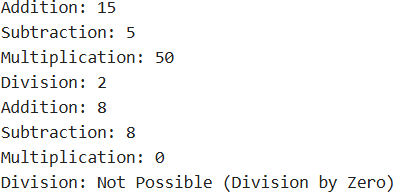 Addition: 15
Subtraction: 5
Multiplication: 50
Division: 2
Addition: 8
Subtraction: 8
Multiplication: 0
Division: Not Possible (Division by Zero)